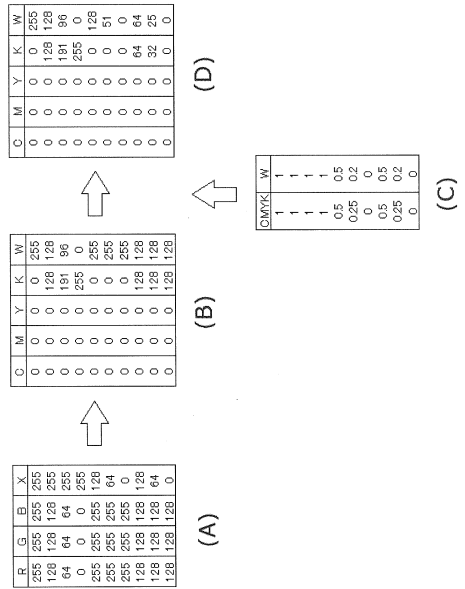 R G B X
255 255 255 255
128 128 128 255
64 64 64 255
0 0 0 255
255 255 255 128
255 255 255 64
255 255 255 0
128 128 128 128
128 128 128 64
128 128 128 0
(A)
C M Y K W
0 0 0 0 255
0 0 0 128 128
0 0 0 191 96
0 0 0 255 0
0 0 0 0 255
0 0 0 0 255
0 0 0 0 255
0 0 0 128 128
0 0 0 128 128
0 0 0 128 128
(B)
C M Y K W
0 0 0 0 255
0 0 0 128 128
0 0 0 191 96
0 0 0 255 0
0 0 0 0 128
0 0 0 0 51
0 0 0 0 0
0 0 0 64 64
0 0 0 32 25
0 0 0 0 0
(D)
CMYK W
1 1
1 1
1 1
1 1
0.5 0.5
0.25 0.2
0 0
0.5 0.5
0.25 0.2
0 0
(C)